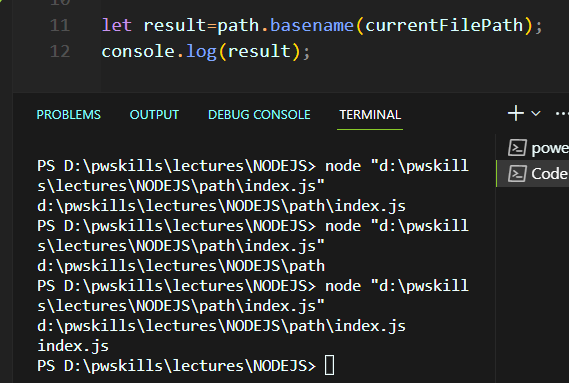 11 let result=path.basename(currentFilePath);
12 console.log(result);
PROBLEMS OUTPUT DEBUG CONSOLE TERMINAL
powe
Code
PS D:\pwskills\lectures\NODEJS> node "d:\pwskill
s\lectures\NODEJS\path\index.js"
d:\pwskills\lectures\NODEJS\path\index.js
PS D:\pwskills\lectures\NODEJS> node "d:\pwskill
s\lectures\NODEJS\path\index.js"
d:\pwskills\lectures\NODEJS\path
PS D:\pwskills\lectures\NODEJS> node "d:\pwskill
s\lectures\NODEJS\path\index.js"
d:\pwskills\lectures\NODEJS\path\index.js
index.js
PS D:\pwskills\lectures\NODEJS>